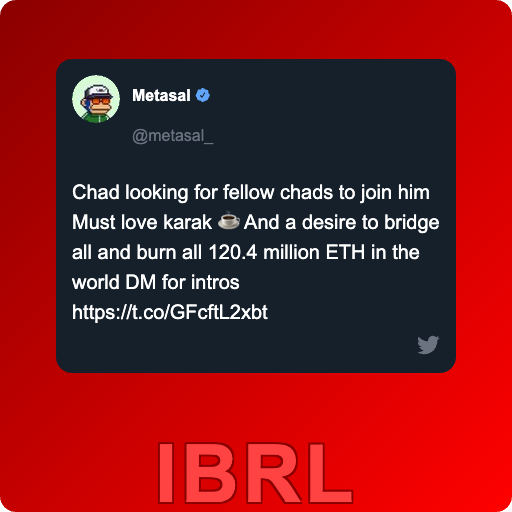 Metasal
@metasal_
Chad looking for fellow chads to join him
Must love karak ☕ And a desire to bridge
all and burn all 120.4 million ETH in the
world DM for intros
https://t.co/GFcftL2xbt
IBRL